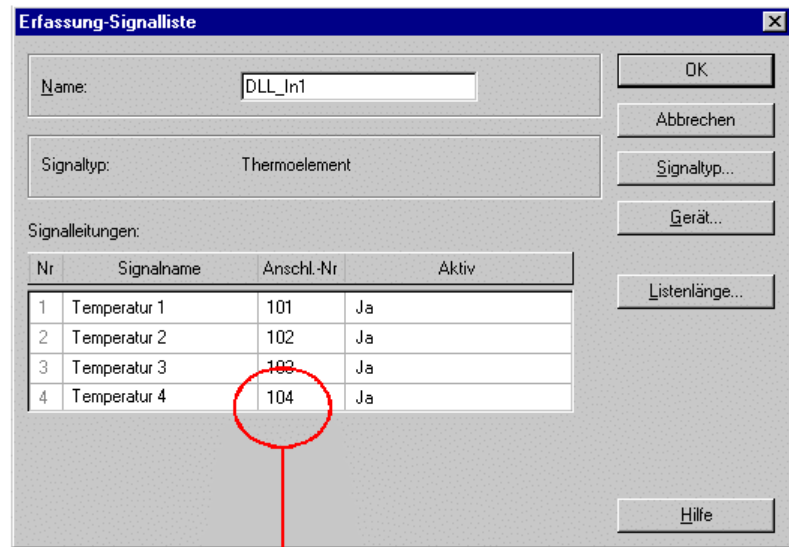 Erfassung-Signalliste
Name: DLL_In1
OK
Abbrechen
Signaltyp: Thermoelement
Signaltyp...
Gerät...
Signalleitungen:
Nr Signalname Anschl.-Nr Aktiv
Listenlänge...
1 Temperatur 1 101 Ja
2 Temperatur 2 102 Ja
3 Temperatur 3 103 Ja
4 Temperatur 4 104 Ja
Hilfe